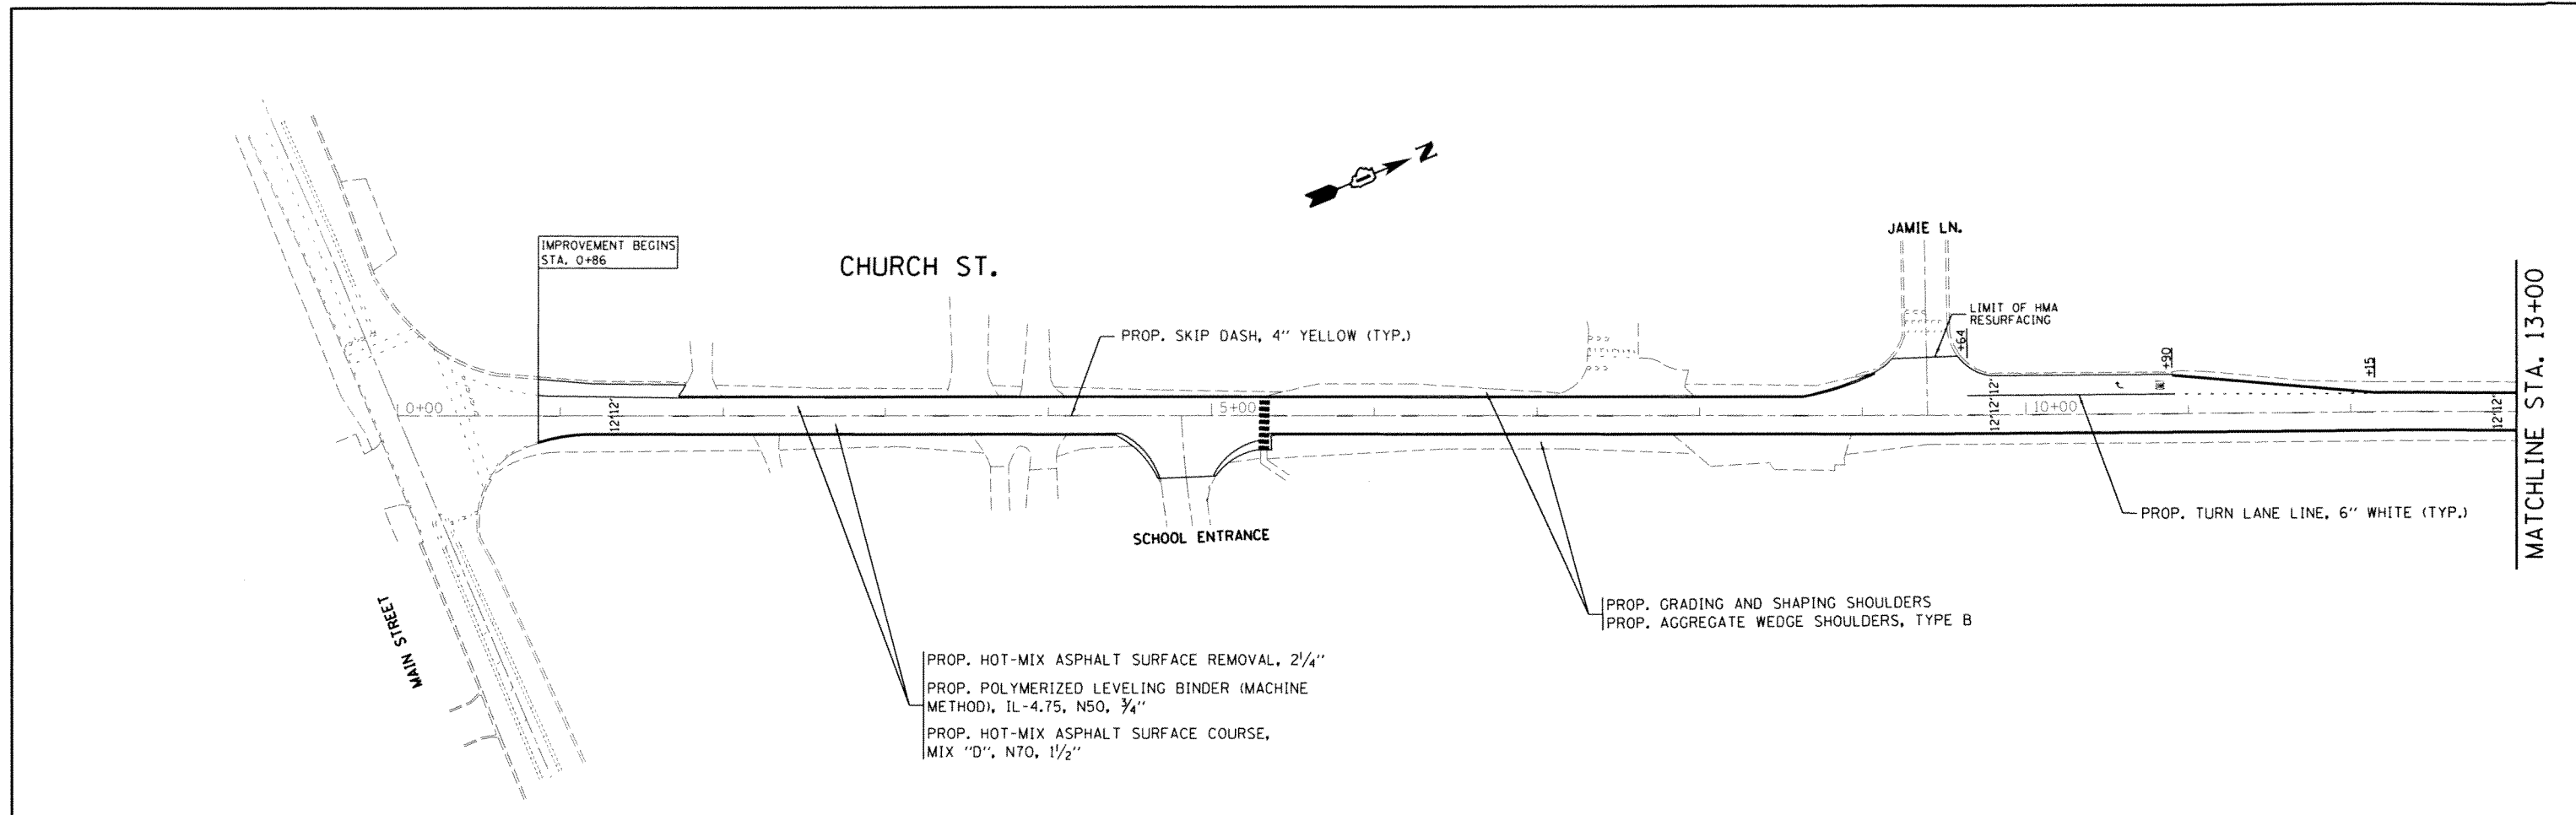 N
JAMIE LN.
IMPROVEMENT BEGINS
STA. 0+86
CHURCH ST.
LIMIT OF HMA
RESURFACING
+64
+90
+15
MATCHLINE STA. 13+00
PROP. SKIP DASH, 4" YELLOW (TYP.)
0+00
12' 12'
5+00
12' 12' 12'
10+00
12' 12'
PROP. TURN LANE LINE, 6" WHITE (TYP.)
SCHOOL ENTRANCE
MAIN STREET
PROP. GRADING AND SHAPING SHOULDERS
PROP. AGGREGATE WEDGE SHOULDERS, TYPE B
PROP. HOT-MIX ASPHALT SURFACE REMOVAL, 2 1/4"
PROP. POLYMERIZED LEVELING BINDER (MACHINE
METHOD), IL-4.75, N50, 3/4"
PROP. HOT-MIX ASPHALT SURFACE COURSE,
MIX "D", N70, 1 1/2"